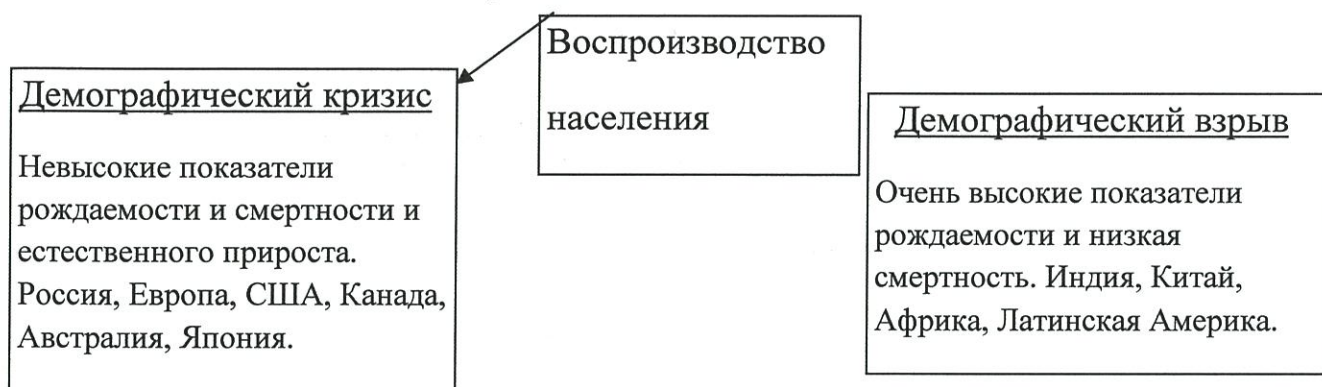 Воспроизводство
населения
Демографический кризис
Невысокие показатели
рождаемости и смертности и
естественного прироста.
Россия, Европа, США, Канада,
Австралия, Япония.
Демографический взрыв
Очень высокие показатели
рождаемости и низкая
смертность. Индия, Китай,
Африка, Латинская Америка.